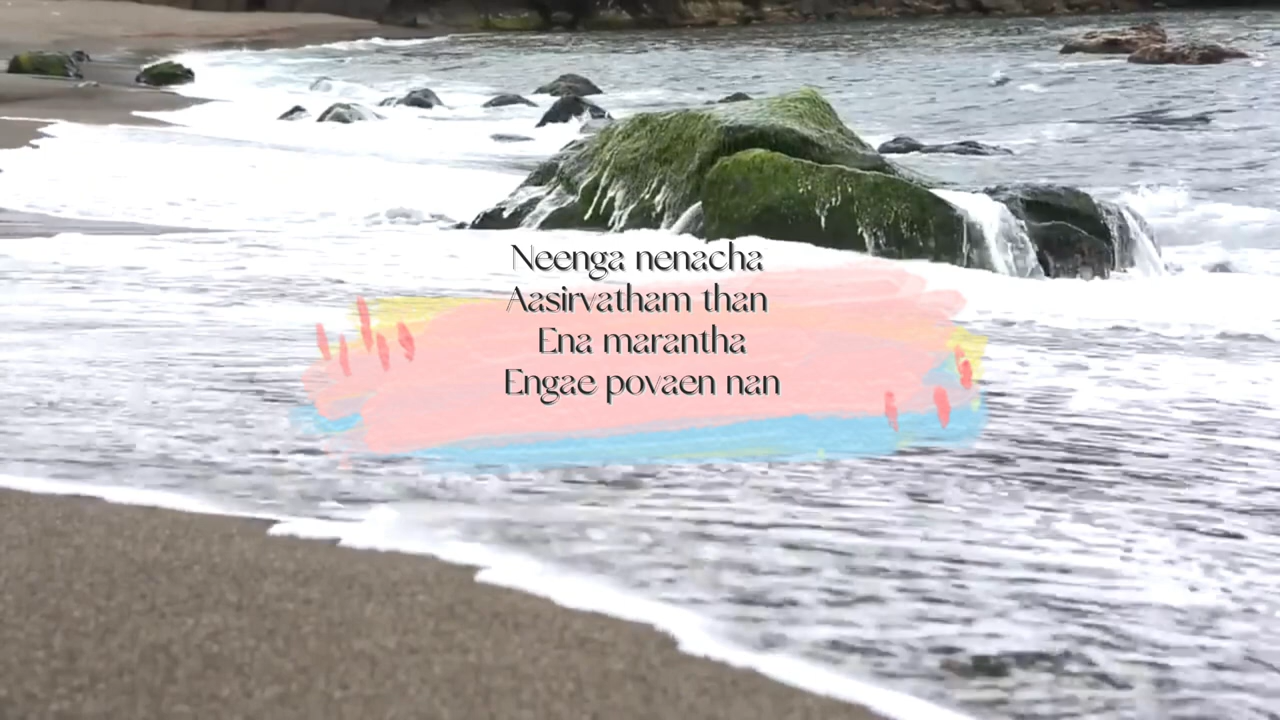 Neenga nenacha
Aasirvatham than
Ena marantha
Engae povaen nan